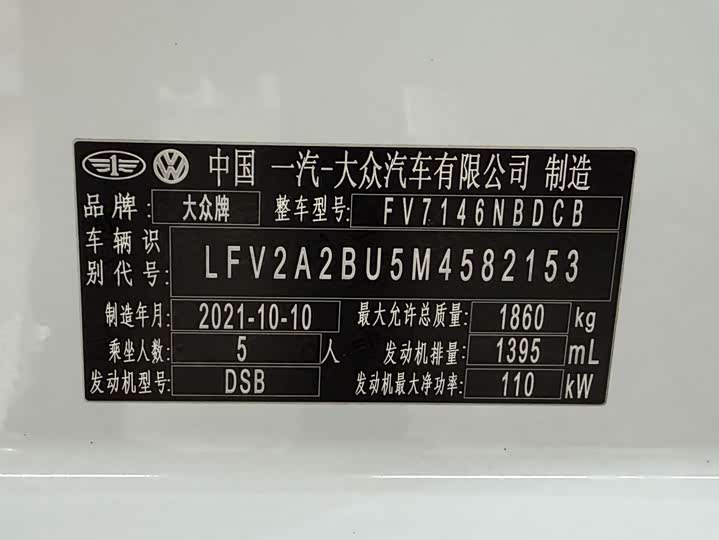 中国 一汽-大众汽车有限公司 制造
品牌: 大众牌 整车型号: FV7146NBDCB
车辆识
别代号: LFV2A2BU5M4582153
制造年月: 2021-10-10 最大允许总质量: 1860 kg
乘坐人数: 5 人 发动机排量: 1395 mL
发动机型号: DSB 发动机最大净功率: 110 kW